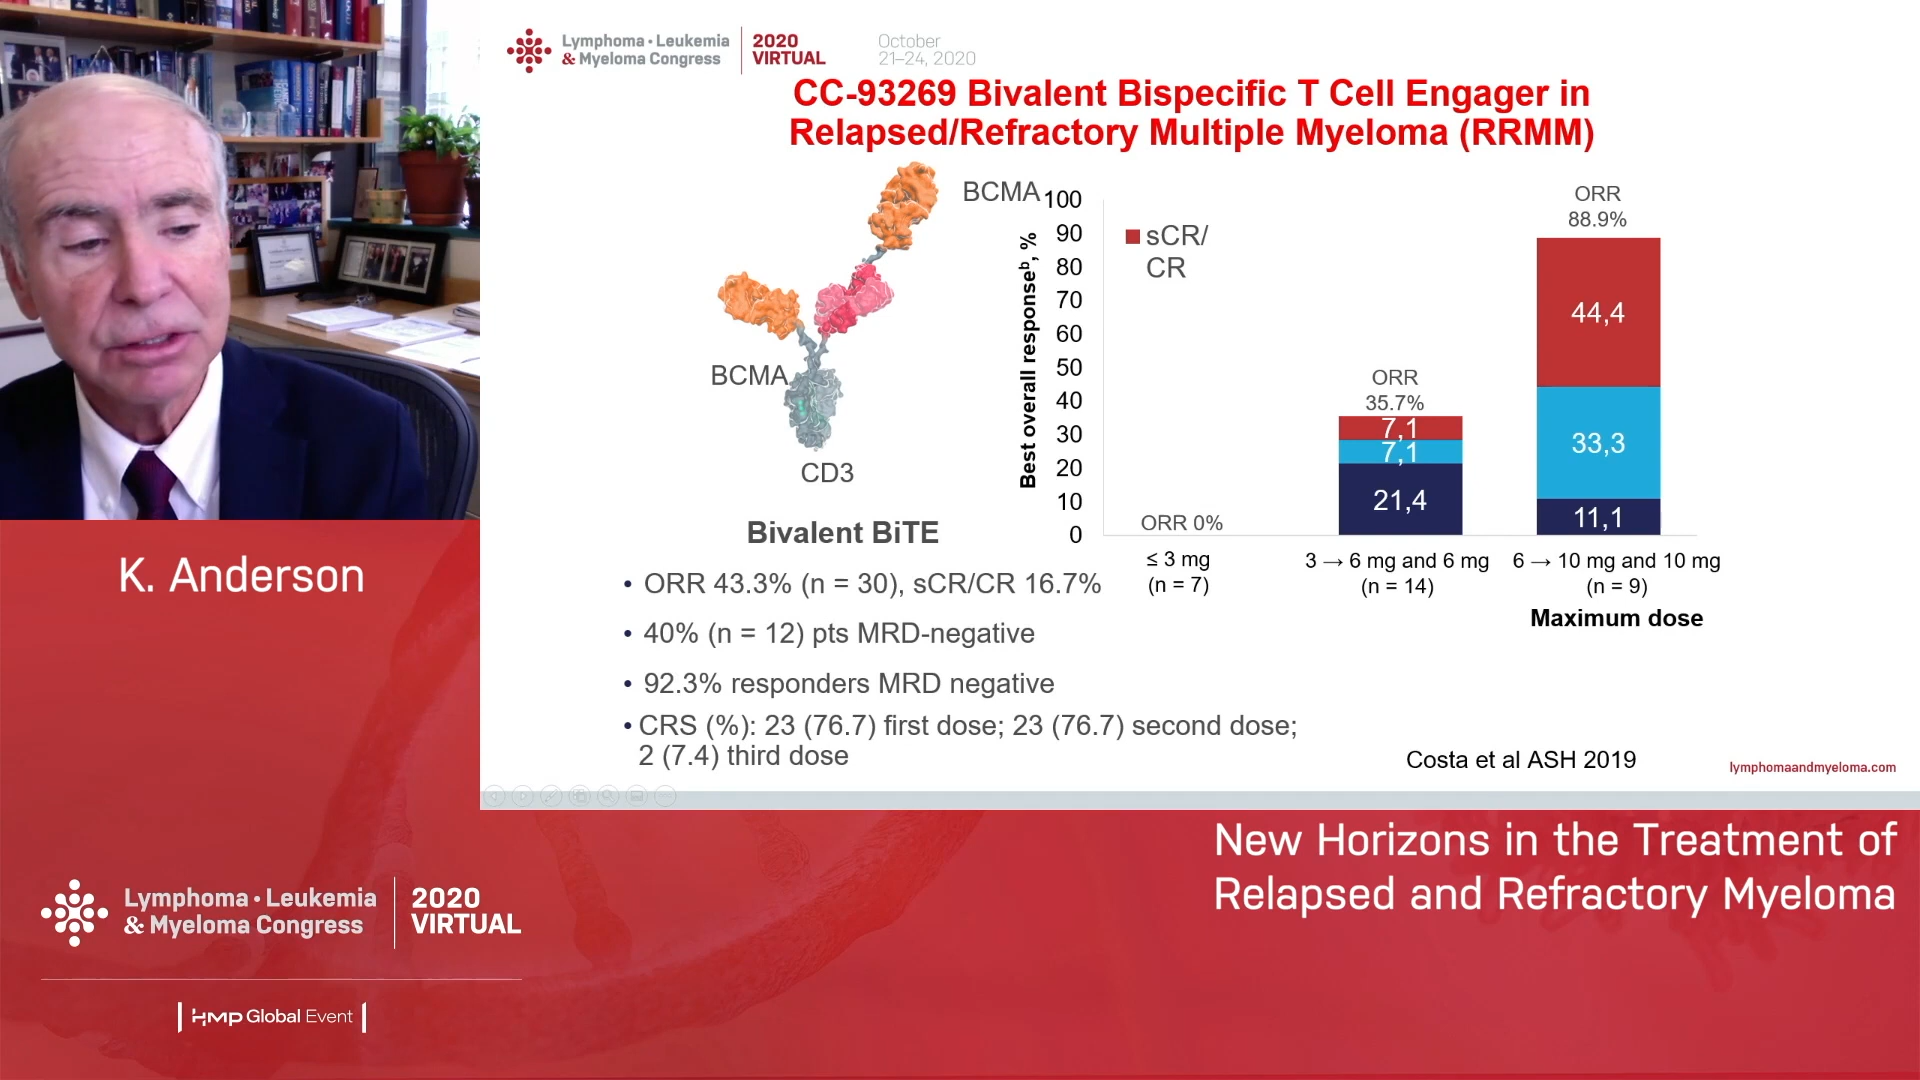 Lymphoma • Leukemia
& Myeloma Congress
2020
VIRTUAL
October
21–24, 2020
CC-93269 Bivalent Bispecific T Cell Engager in
Relapsed/Refractory Multiple Myeloma (RRMM)
BCMA
BCMA
CD3
Bivalent BiTE
Best overall responseᵇ, %
100
90
80
70
60
50
40
30
20
10
0
sCR/
CR
ORR 0%
ORR
35.7%
7,1
7,1
21,4
ORR
88.9%
44,4
33,3
11,1
≤ 3 mg
(n = 7)
3 → 6 mg and 6 mg
(n = 14)
6 → 10 mg and 10 mg
(n = 9)
Maximum dose
• ORR 43.3% (n = 30), sCR/CR 16.7%
• 40% (n = 12) pts MRD-negative
• 92.3% responders MRD negative
• CRS (%): 23 (76.7) first dose; 23 (76.7) second dose;
2 (7.4) third dose
Costa et al ASH 2019
lymphomaandmyeloma.com
K. Anderson
New Horizons in the Treatment of
Relapsed and Refractory Myeloma
Lymphoma • Leukemia
& Myeloma Congress
2020
VIRTUAL
HMP Global Event